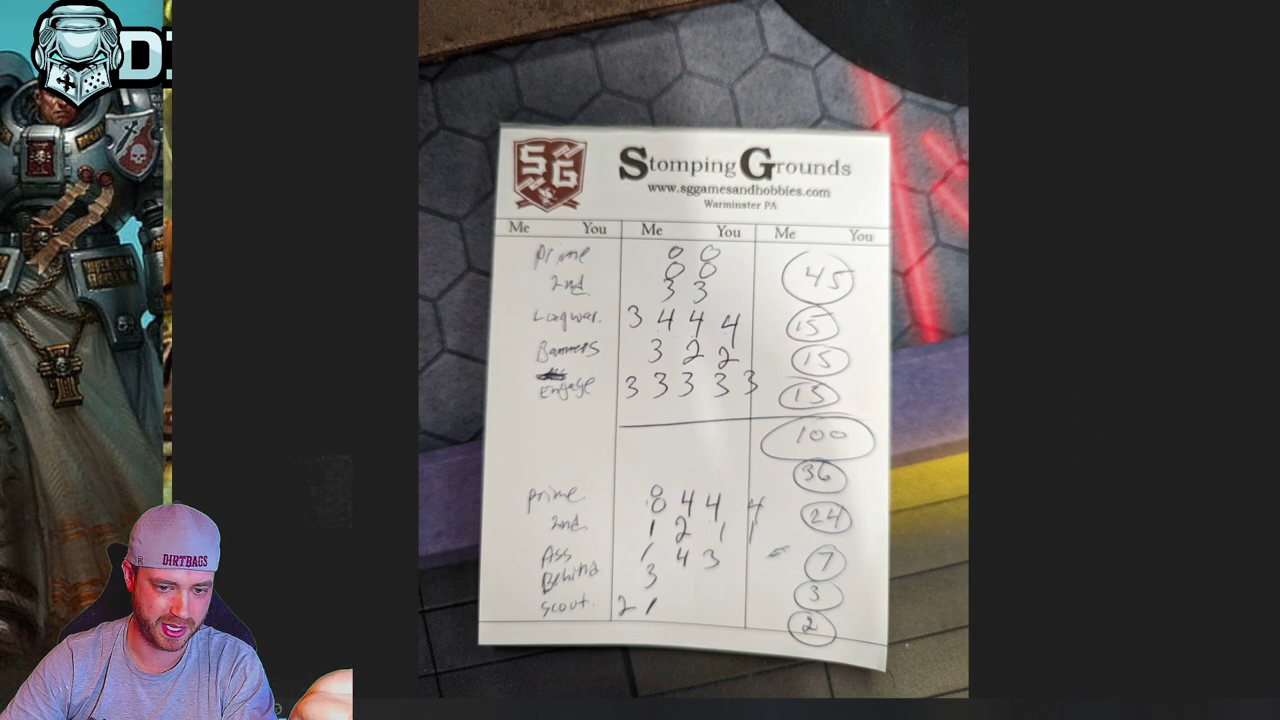 DI
SG
Stomping Grounds
www.sggamesandhobbies.com
Warminster PA
Me You Me You Me You
prime 0 0
0 0 45
2nd 3 3
3 4 4 4 15
Banners 3 2 2 15
Engage 3 3 3 3 3 15
100
36
prime 0 4 4 4
0 24
2nd. 1 2 1 1
Ass 1 4 3 7
Behind 3 3
Scout. 2 1 2
DIRTBAGS